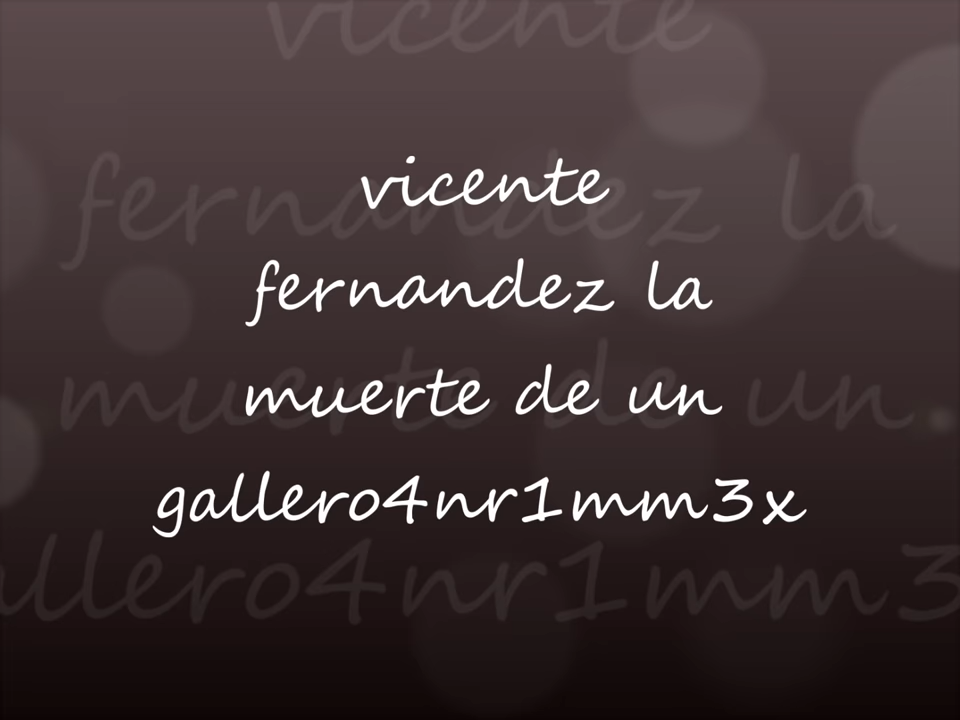 vicente
fernandez la
muerte de un
gallero4nr1mm3x